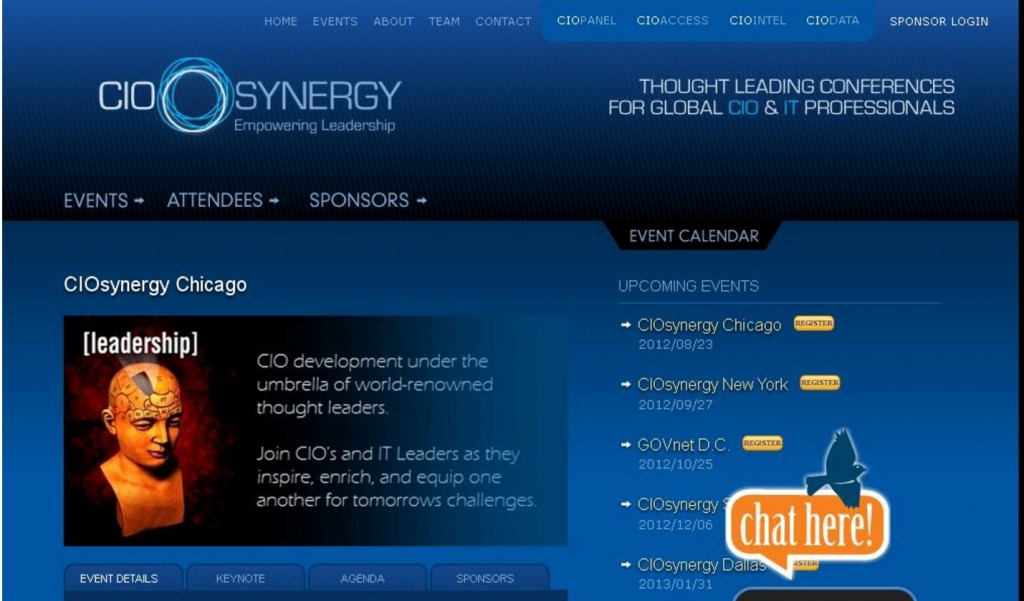 HOME EVENTS ABOUT TEAM CONTACT CIOPANEL CIOACCESS CIOINTEL CIODATA SPONSOR LOGIN
CIO SYNERGY
Empowering Leadership
THOUGHT LEADING CONFERENCES
FOR GLOBAL CIO & IT PROFESSIONALS
EVENTS ATTENDEES SPONSORS
EVENT CALENDAR
CIOsynergy Chicago
[leadership]
CIO development under the
umbrella of world-renowned
thought leaders.
Join CIO's and IT Leaders as they
inspire, enrich, and equip one
another for tomorrows challenges.
EVENT DETAILS KEYNOTE AGENDA SPONSORS
UPCOMING EVENTS
CIOsynergy Chicago REGISTER
2012/08/23
CIOsynergy New York REGISTER
2012/09/27
GOVnet D.C. REGISTER
2012/10/25
CIOsynergy
2012/12/06
chat here!
CIOsynergy Dallas
2013/01/31